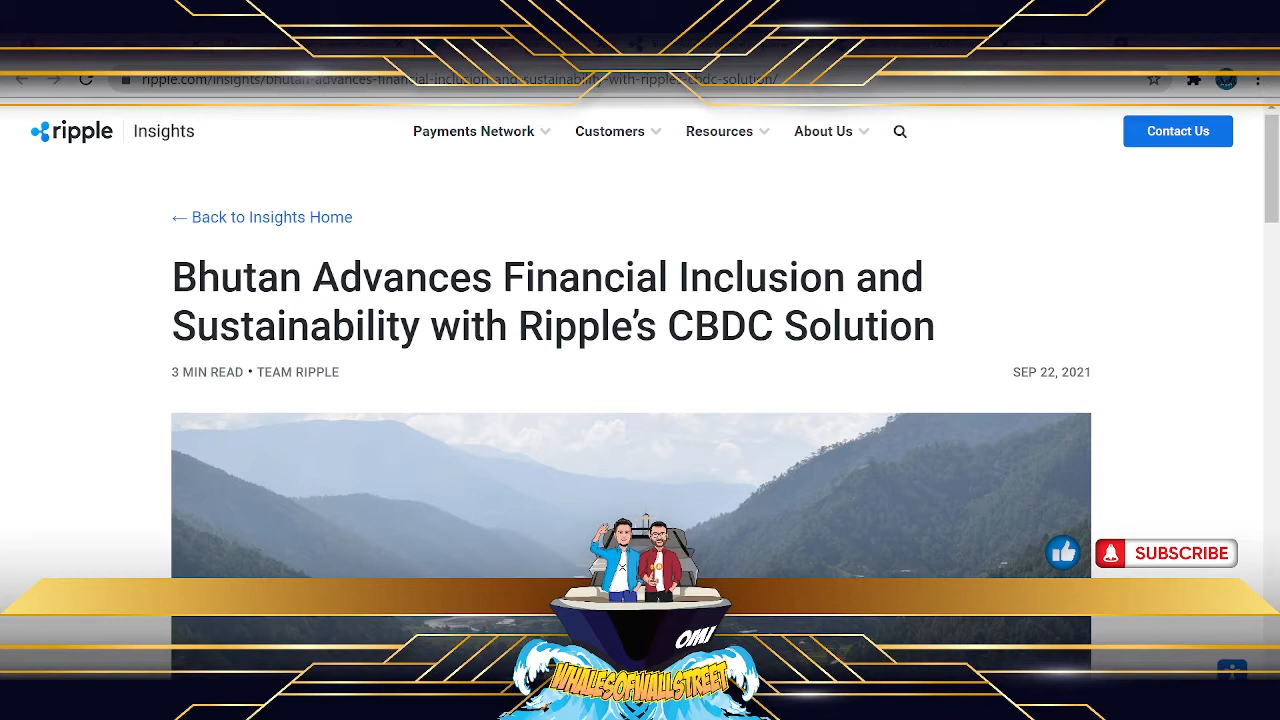 ripple.com/insights/bhutan-advances-financial-inclusion-and-sustainability-with-ripples-cbdc-solution/
ripple Insights Payments Network Customers Resources About Us Contact Us
← Back to Insights Home
Bhutan Advances Financial Inclusion and
Sustainability with Ripple’s CBDC Solution
3 MIN READ • TEAM RIPPLE SEP 22, 2021
SUBSCRIBE
OMI
WHALESOFWALLSTREET